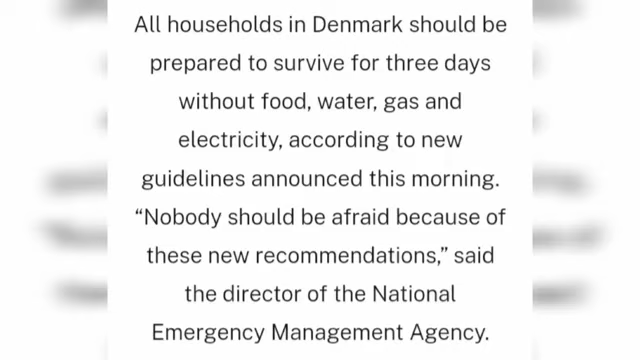 All households in Denmark should be
prepared to survive for three days
without food, water, gas and
electricity, according to new
guidelines announced this morning.
“Nobody should be afraid because of
these new recommendations,” said
the director of the National
Emergency Management Agency.